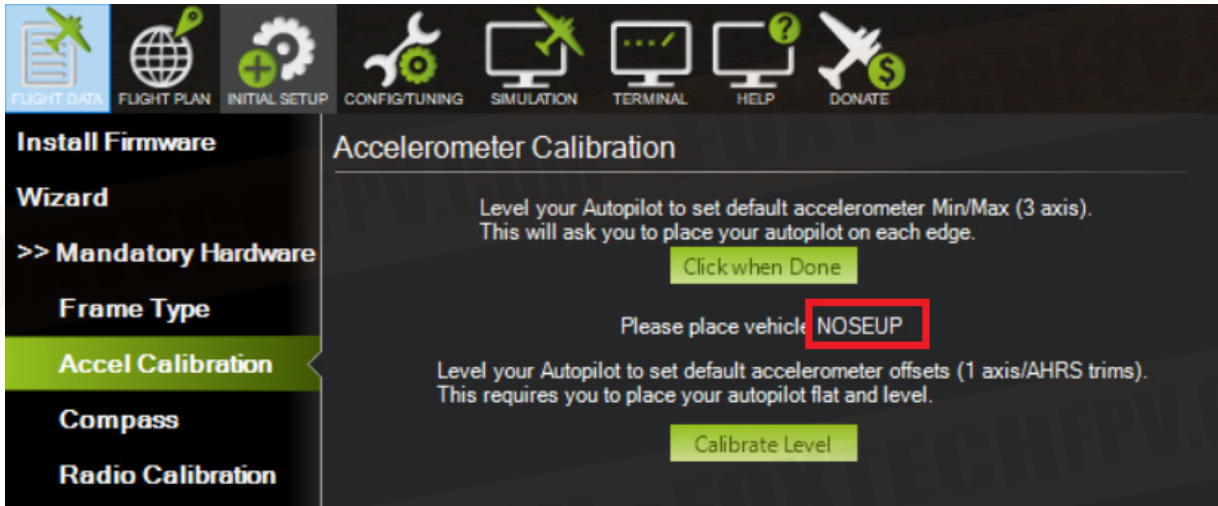 FLIGHT DATA
FLIGHT PLAN
INITIAL SETUP
CONFIG/TUNING
SIMULATION
TERMINAL
HELP
DONATE
Install Firmware
Wizard
>> Mandatory Hardware
Frame Type
Accel Calibration
Compass
Radio Calibration
Accelerometer Calibration
Level your Autopilot to set default accelerometer Min/Max (3 axis).
This will ask you to place your autopilot on each edge.
Click when Done
Please place vehicle NOSEUP
Level your Autopilot to set default accelerometer offsets (1 axis/AHRS trims).
This requires you to place your autopilot flat and level.
Calibrate Level